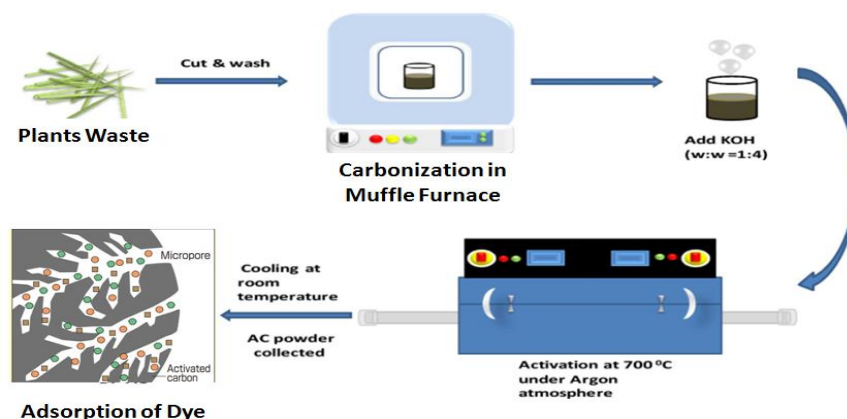 Cut & wash
Plants Waste
Carbonization in
Muffle Furnace
Add KOH
(w:w =1:4)
Activation at 700 ⁰C
under Argon
atmosphere
Cooling at
room
temperature
AC powder
collected
Micropore
Activated
carbon
Adsorption of Dye